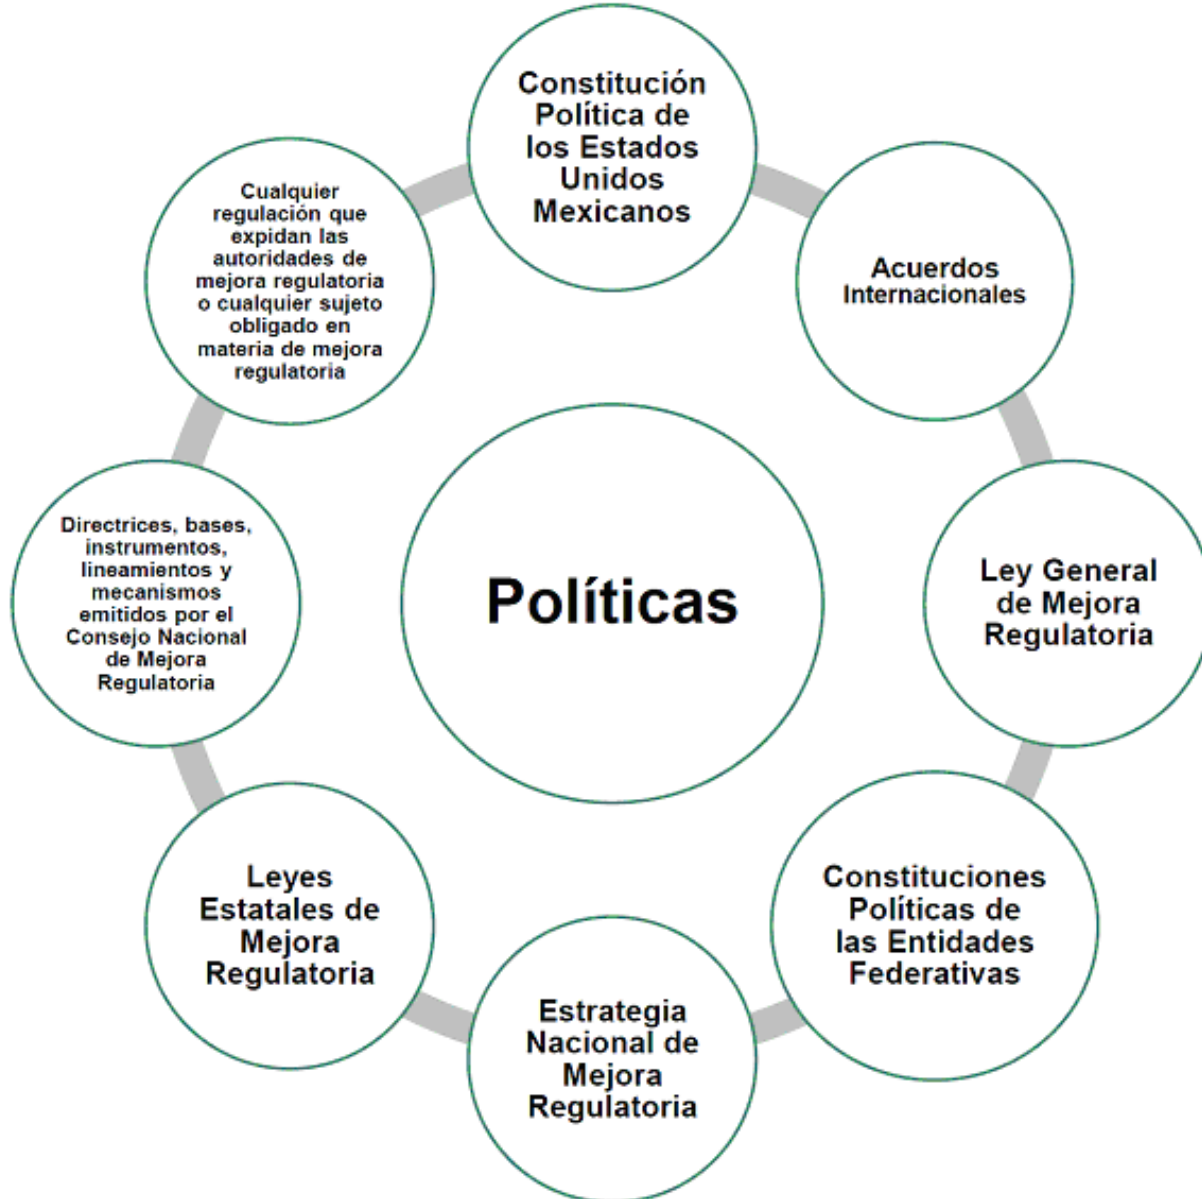 Constitución
Política de
los Estados
Unidos
Mexicanos
Acuerdos
Internacionales
Ley General
de Mejora
Regulatoria
Constituciones
Políticas de
las Entidades
Federativas
Estrategia
Nacional de
Mejora
Regulatoria
Leyes
Estatales de
Mejora
Regulatoria
Directrices, bases,
instrumentos,
lineamientos y
mecanismos
emitidos por el
Consejo Nacional
de Mejora
Regulatoria
Cualquier
regulación que
expidan las
autoridades de
mejora regulatoria
o cualquier sujeto
obligado en
materia de mejora
regulatoria
Políticas